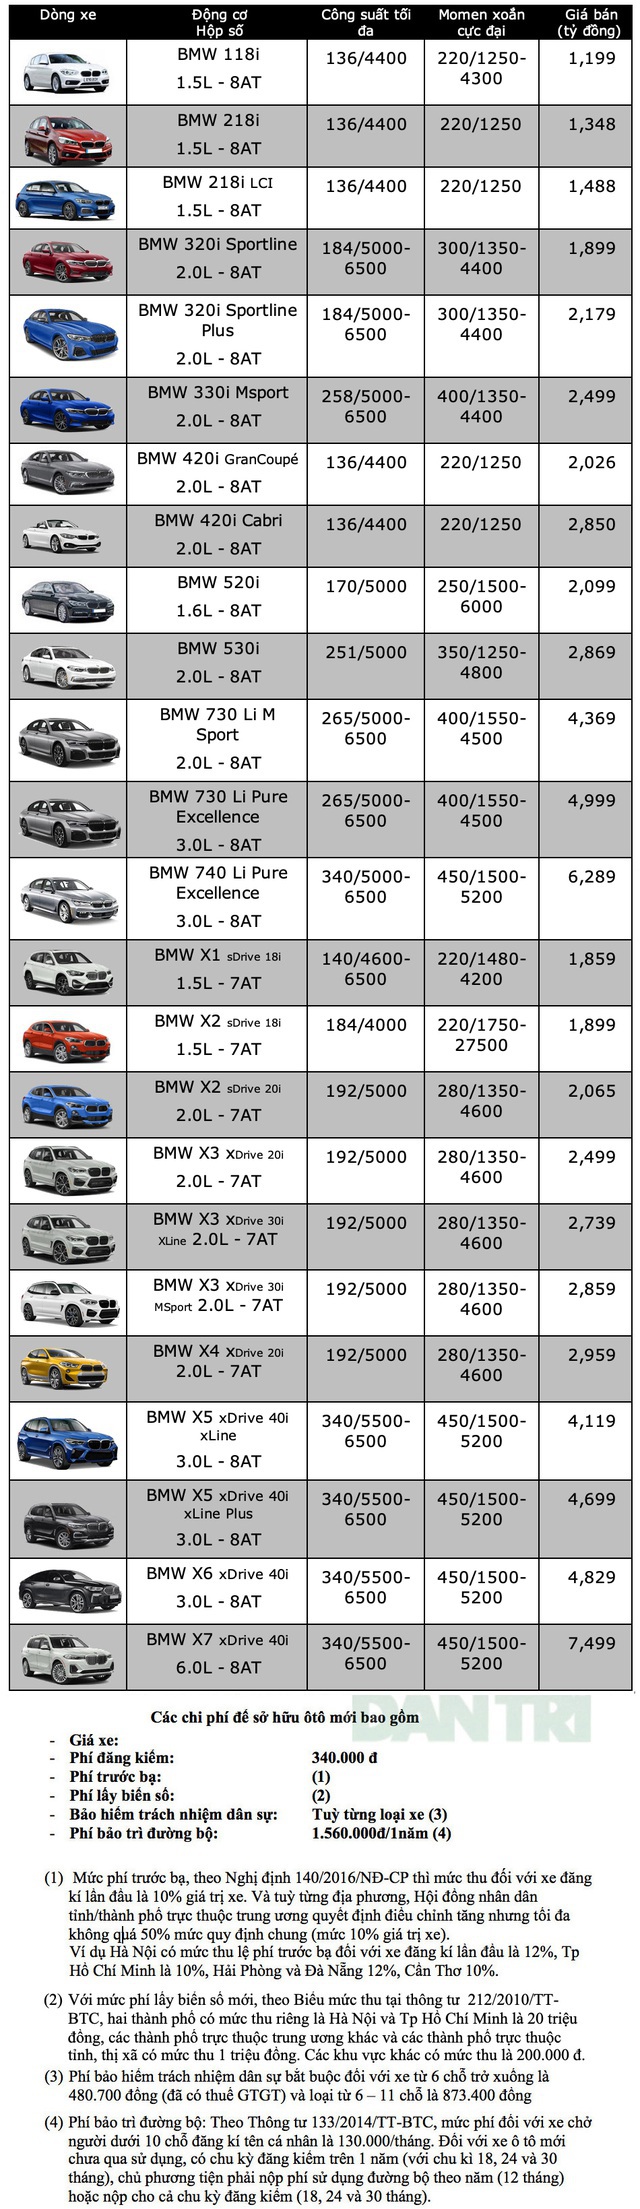 Dòng xe Động cơ Hộp số Công suất tối đa Momen xoắn cực đại Giá bán (tỷ đồng)
BMW 118i 136/4400 220/1250-4300 1,199
1.5L - 8AT
BMW 218i 136/4400 220/1250 1,348
1.5L - 8AT
BMW 218i LCI 136/4400 220/1250 1,488
1.5L - 8AT
BMW 320i Sportline 184/5000-6500 300/1350-4400 1,899
2.0L - 8AT
BMW 320i Sportline Plus 184/5000-6500 300/1350-4400 2,179
2.0L - 8AT
BMW 330i Msport 258/5000-6500 400/1350-4400 2,499
2.0L - 8AT
BMW 420i GranCoupé 136/4400 220/1250 2,026
2.0L - 8AT
BMW 420i Cabri 136/4400 220/1250 2,850
2.0L - 8AT
BMW 520i 170/5000 250/1500-6000 2,099
1.6L - 8AT
BMW 530i 251/5000 350/1250-4800 2,869
2.0L - 8AT
BMW 730 Li M Sport 265/5000-6500 400/1550-4500 4,369
2.0L - 8AT
BMW 730 Li Pure Excellence 265/5000-6500 400/1550-4500 4,999
3.0L - 8AT
BMW 740 Li Pure Excellence 340/5000-6500 450/1500-5200 6,289
3.0L - 8AT
BMW X1 sDrive 18i 140/4600-6500 220/1480-4200 1,859
1.5L - 7AT
BMW X2 sDrive 18i 184/4000 220/1750-27500 1,899
1.5L - 7AT
BMW X2 sDrive 20i 192/5000 280/1350-4600 2,065
2.0L - 7AT
BMW X3 xDrive 20i 192/5000 280/1350-4600 2,499
2.0L - 7AT
BMW X3 xDrive 30i 192/5000 280/1350-4600 2,739
XLine 2.0L - 7AT
BMW X3 xDrive 30i 192/5000 280/1350-4600 2,859
MSport 2.0L - 7AT
BMW X4 xDrive 20i 192/5000 280/1350-4600 2,959
2.0L - 7AT
BMW X5 xDrive 40i xLine 340/5500-6500 450/1500-5200 4,119
3.0L - 8AT
BMW X5 xDrive 40i xLine Plus 340/5500-6500 450/1500-5200 4,699
3.0L - 8AT
BMW X6 xDrive 40i 340/5500-6500 450/1500-5200 4,829
3.0L - 8AT
BMW X7 xDrive 40i 340/5500-6500 450/1500-5200 7,499
6.0L - 8AT
DAN TRI
Các chi phí để sở hữu ôtô mới bao gồm
- Giá xe:
- Phí đăng kiểm: 340.000 đ
- Phí trước bạ: (1)
- Phí lấy biển số: (2)
- Bảo hiểm trách nhiệm dân sự: Tuỳ từng loại xe (3)
- Phí bảo trì đường bộ: 1.560.000đ/1năm (4)
(1) Mức phí trước bạ, theo Nghị định 140/2016/NĐ-CP thì mức thu đối với xe đăng
kí lần đầu là 10% giá trị xe. Và tuỳ từng địa phương, Hội đồng nhân dân
tỉnh/thành phố trực thuộc trung ương quyết định điều chỉnh tăng nhưng tối đa
không quá 50% mức quy định chung (mức 10% giá trị xe).
Ví dụ Hà Nội có mức thu lệ phí trước bạ đối với xe đăng kí lần đầu là 12%, Tp
Hồ Chí Minh là 10%, Hải Phòng và Đà Nẵng 12%, Cần Thơ 10%.
(2) Với mức phí lấy biển số mới, theo Biểu mức thu tại thông tư 212/2010/TT-
BTC, hai thành phố có mức thu riêng là Hà Nội và Tp Hồ Chí Minh là 20 triệu
đồng, các thành phố trực thuộc trung ương khác và các thành phố trực thuộc
tỉnh, thị xã có mức thu 1 triệu đồng. Các khu vực khác có mức thu là 200.000 đ.
(3) Phí bảo hiểm trách nhiệm dân sự bắt buộc đối với xe từ 6 chỗ trở xuống là
480.700 đồng (đã có thuế GTGT) và loại từ 6 – 11 chỗ là 873.400 đồng
(4) Phí bảo trì đường bộ: Theo Thông tư 133/2014/TT-BTC, mức phí đối với xe chở
người dưới 10 chỗ đăng kí tên cá nhân là 130.000/tháng. Đối với xe ô tô mới
chưa qua sử dụng, có chu kỳ đăng kiểm trên 1 năm (với chu kì 18, 24 và 30
tháng), chủ phương tiện phải nộp phí sử dụng đường bộ theo năm (12 tháng)
hoặc nộp cho cả chu kỳ đăng kiểm (18, 24 và 30 tháng).